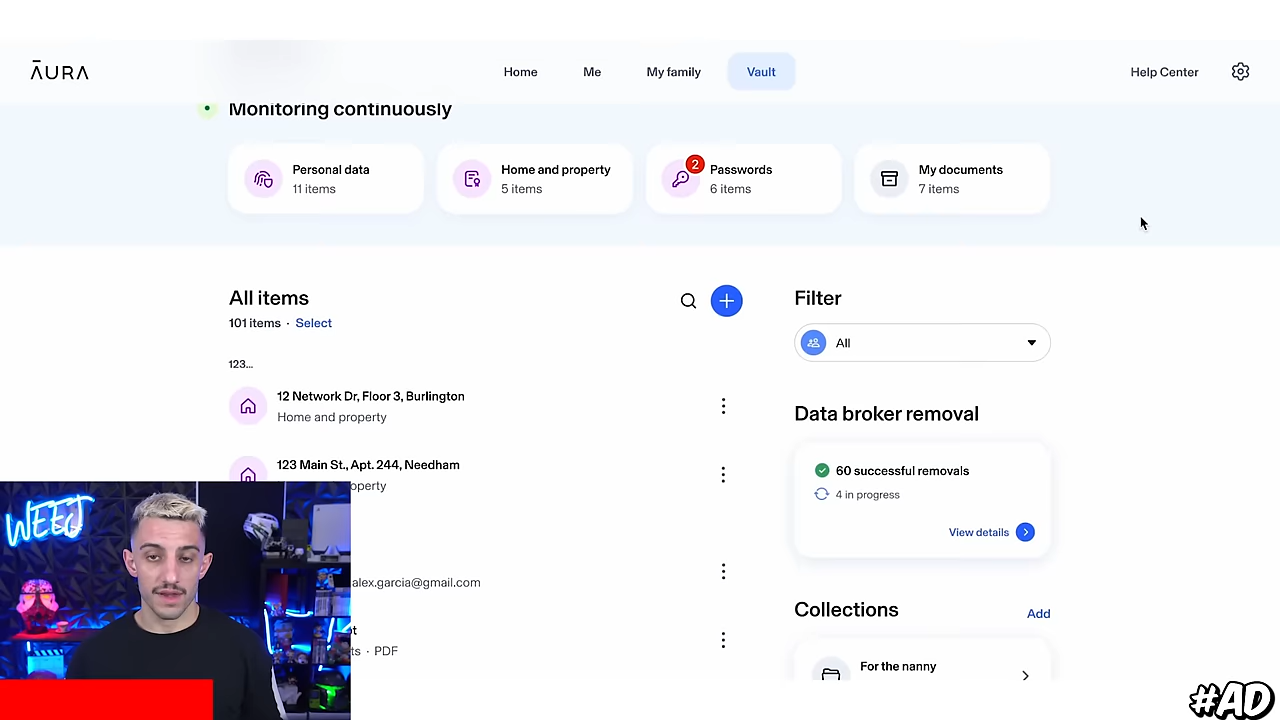 ĀURA
Home
Me
My family
Vault
Help Center
Monitoring continuously
Personal data
11 items
Home and property
5 items
2
Passwords
6 items
My documents
7 items
All items
101 items · Select
123...
12 Network Dr, Floor 3, Burlington
Home and property
123 Main St., Apt. 244, Needham
operty
alex.garcia@gmail.com
pt
ts · PDF
Filter
All
Data broker removal
60 successful removals
4 in progress
View details
Collections
Add
For the nanny
#AD